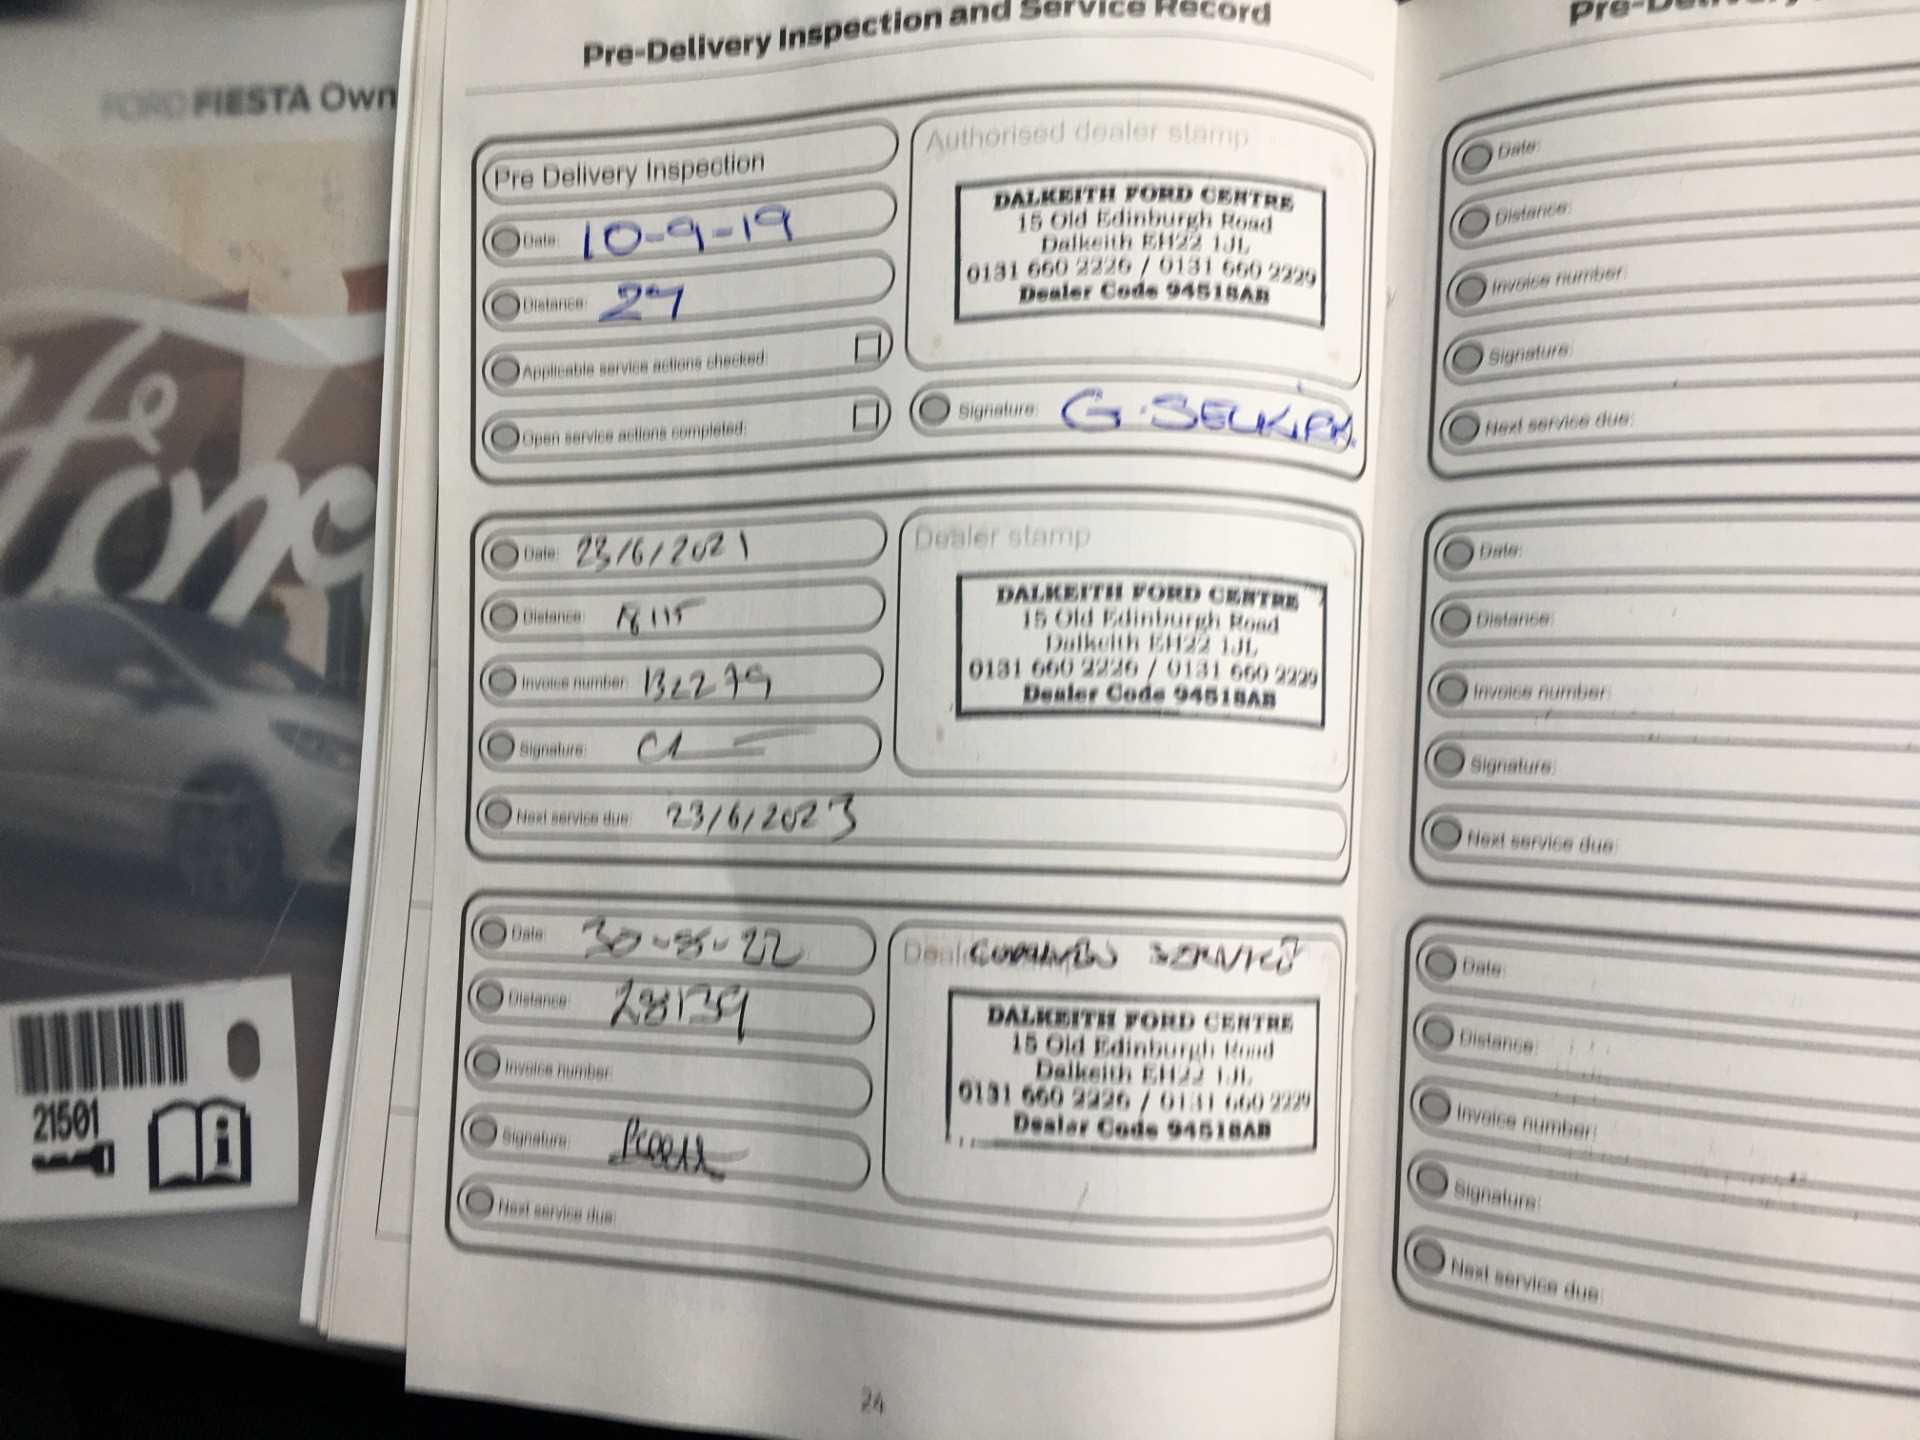 FORD FIESTA Own
Ford
21501
Pre-Delivery Inspection and Service Record
Pre Delivery Inspection
Date: 10-9-19
Distance: 27
Applicable service actions checked:
Open service actions completed:
Authorised dealer stamp
DALKEITH FORD CENTRE
15 Old Edinburgh Road
Dalkeith EH22 1JL
0131 660 2226 / 0131 660 2229
Dealer Code 94518AB
Signature: G. SELKIRK
Date: 23/6/2021
Distance: 18115
Invoice number:
Signature:
Next service due: 23/6/2023
Dealer stamp
DALKEITH FORD CENTRE
15 Old Edinburgh Road
Dalkeith EH22 1JL
0131 660 2226 / 0131 660 2229
Dealer Code 94518AB
Date: 30-8-22
Distance: 28139
Invoice number:
Signature:
Next service due:
Deal SERVICE
DALKEITH FORD CENTRE
15 Old Edinburgh Road
Dalkeith EH22 1JL
0131 660 2226 / 0131 660 2229
Dealer Code 94518AB
24
Pre-Delivery
Date:
Distance:
Invoice number:
Signature:
Next service due:
Date:
Distance:
Invoice number:
Signature:
Next service due:
Date:
Distance:
Invoice number:
Signature:
Next service due: